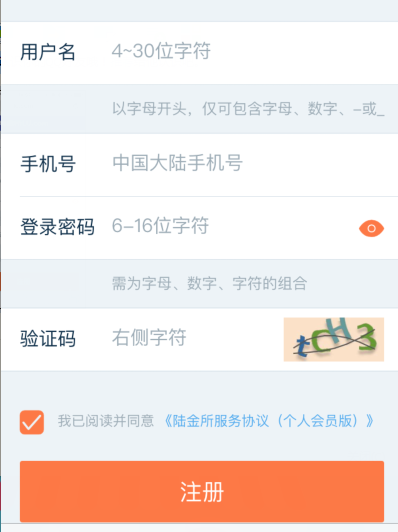 用户名 4~30位字符
以字母开头，仅可包含字母、数字、-或_
手机号 中国大陆手机号
登录密码 6-16位字符
需为字母、数字、字符的组合
验证码 右侧字符 tCH3
我已阅读并同意《陆金所服务协议（个人会员版）》
注册